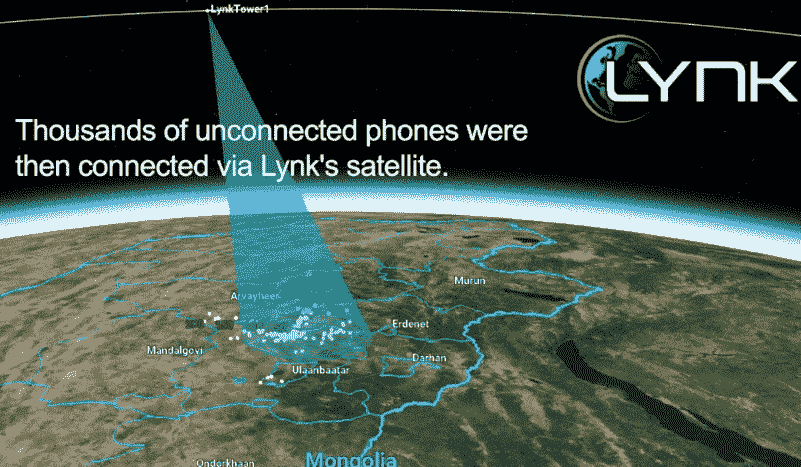 LynkTower1
LYNK
Thousands of unconnected phones were
then connected via Lynk's satellite.
Murun
Arvayheer
Erdenet
Mandalgovi
Darhan
Ulaanbaatar
Ondorkhaan
Mongolia